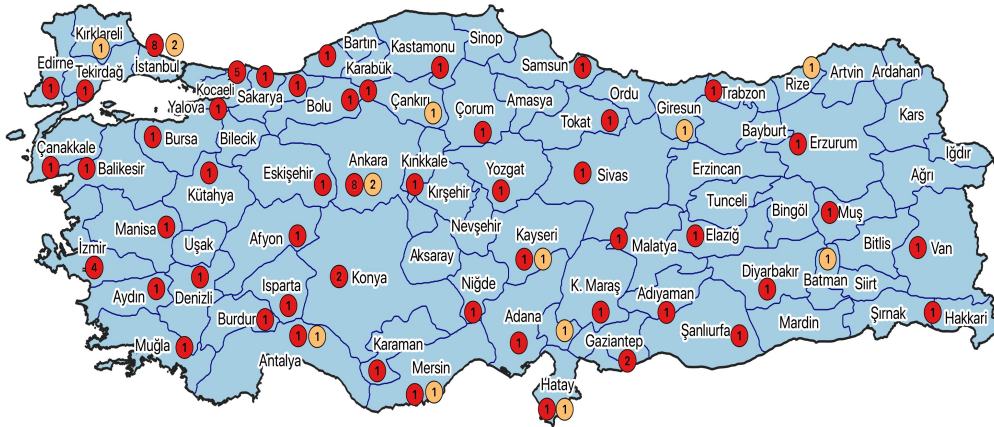 Kırklareli
1
8
2
Edirne
Tekirdağ
İstanbul
1
1
Bartın
1
Kastamonu
1
Sinop
Samsun
1
5
1
Kocaeli
Sakarya
1
Karabük
1
1
Bolu
Yalova
1
Çankırı
1
Çorum
1
Amasya
Tokat
1
Ordu
Giresun
1
1
Trabzon
1
Rize
Artvin
Ardahan
Kars
Bayburt
1
Erzurum
Iğdır
Ağrı
Çanakkale
1
1
Balikesir
1
Bursa
Bilecik
1
Kütahya
Eskişehir
1
Ankara
8
2
Kırıkkale
1
Kırşehir
Yozgat
1
1
Sivas
Erzincan
Tunceli
Bingöl
1
Muş
Manisa
1
Uşak
Afyon
1
Nevşehir
Kayseri
1
1
1
Malatya
1
Elazığ
Bitlis
1
Van
İzmir
4
Aydın
1
1
Denizli
Isparta
1
2
Konya
Aksaray
Niğde
1
K. Maraş
1
Adıyaman
1
Diyarbakır
1
1
Batman
Siirt
Burdur
1
1
1
Antalya
Muğla
1
Karaman
1
Mersin
1
1
Adana
1
1
Gaziantep
2
Şanlıurfa
1
Mardin
Şırnak
1
Hakkari
Hatay
1
1